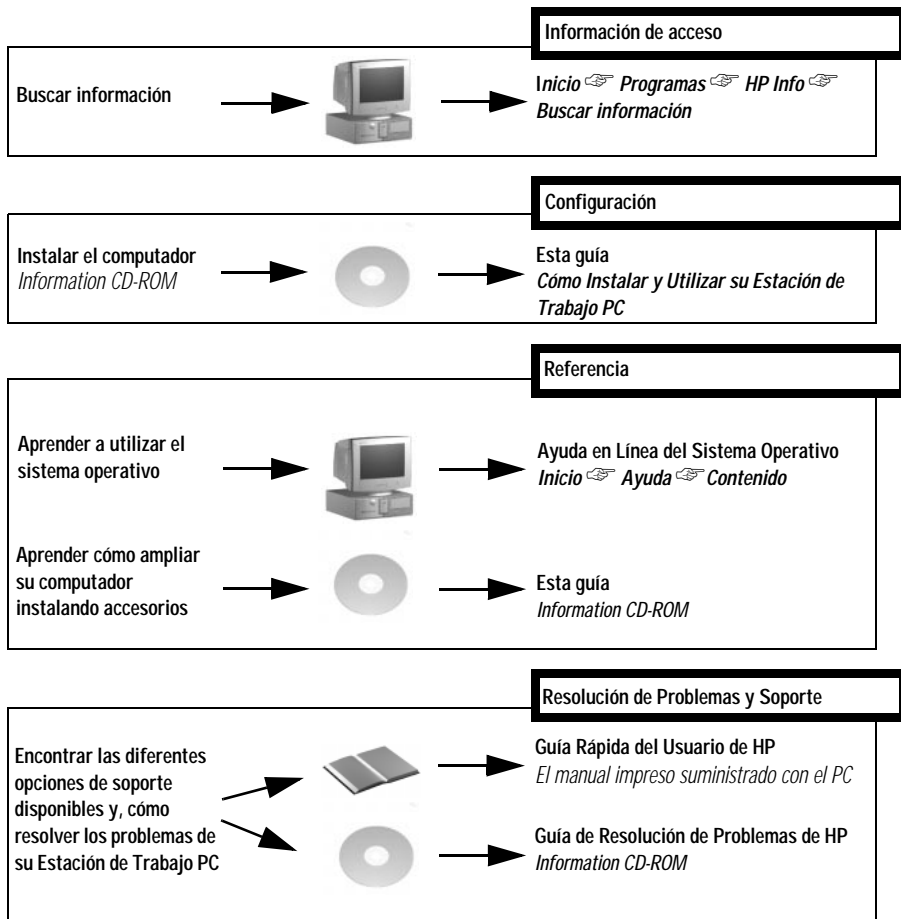 Información de acceso
Buscar información
Inicio ☞ Programas ☞ HP Info ☞
Buscar información
Configuración
Instalar el computador
Information CD-ROM
Esta guía
Cómo Instalar y Utilizar su Estación de
Trabajo PC
Referencia
Aprender a utilizar el
sistema operativo
Ayuda en Línea del Sistema Operativo
Inicio ☞ Ayuda ☞ Contenido
Aprender cómo ampliar
su computador
instalando accesorios
Esta guía
Information CD-ROM
Resolución de Problemas y Soporte
Encontrar las diferentes
opciones de soporte
disponibles y, cómo
resolver los problemas de
su Estación de Trabajo PC
Guía Rápida del Usuario de HP
El manual impreso suministrado con el PC
Guía de Resolución de Problemas de HP
Information CD-ROM